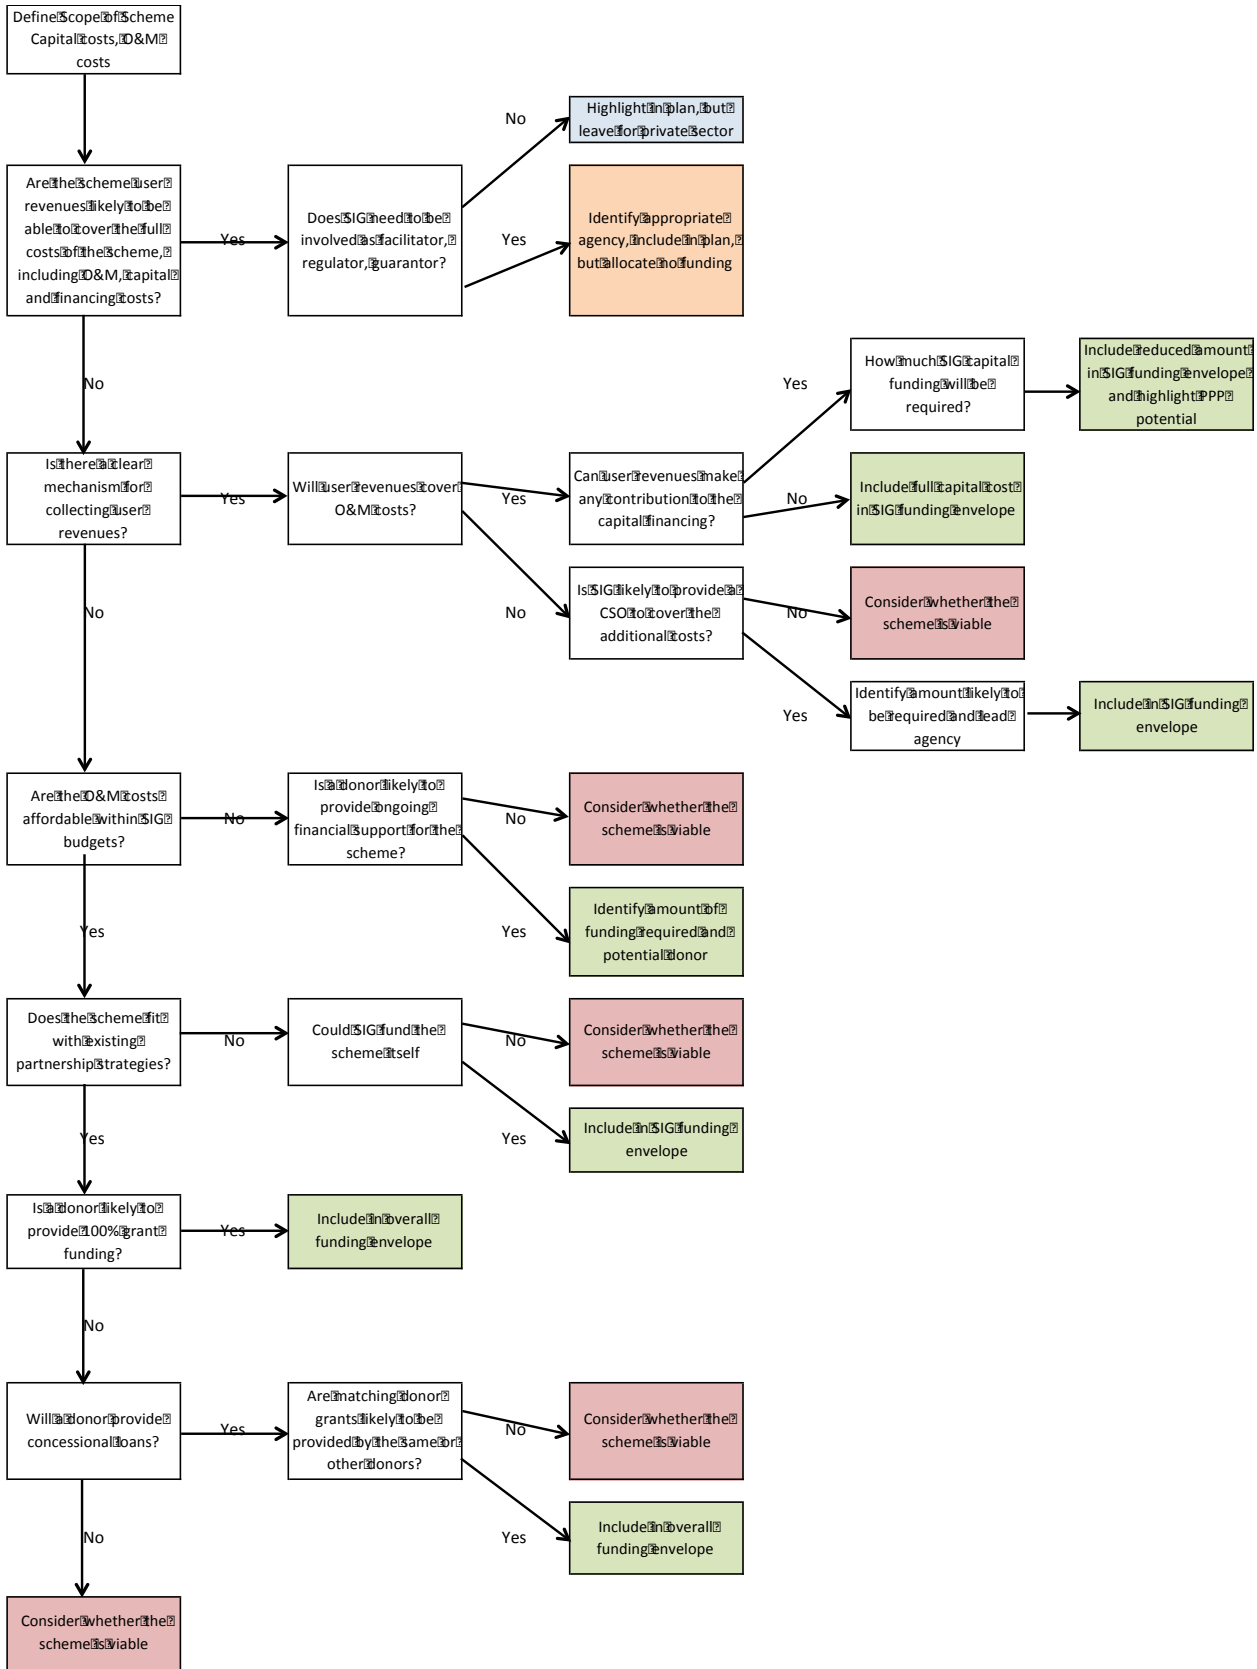 Define Scope of Scheme
Capital costs, O&M
costs
No
Highlight in plan, but
leave for private sector
Are the scheme user
revenues likely to be
able to cover the full
costs of the scheme,
including O&M, capital
and financing costs?
Yes
Does SIG need to be
involved as facilitator,
regulator, guarantor?
Yes
Identify appropriate
agency, include in plan,
but allocate no funding
No
Yes
How much SIG capital
funding will be
required?
Include reduced amount
in SIG funding envelope
and highlight PPP
potential
Is there a clear
mechanism for
collecting user
revenues?
Yes
Will user revenues cover
O&M costs?
Yes
Can user revenues make
any contribution to the
capital financing?
No
Include full capital cost
in SIG funding envelope
No
No
Is SIG likely to provide a
CSO to cover the
additional costs?
No
Consider whether the
scheme is viable
Yes
Identify amount likely to
be required and lead
agency
Include in SIG funding
envelope
Are the O&M costs
affordable within SIG
budgets?
No
Is a donor likely to
provide ongoing
financial support for the
scheme?
No
Consider whether the
scheme is viable
Yes
Yes
Identify amount of
funding required and
potential donor
Does the scheme fit
with existing
partnership strategies?
No
Could SIG fund the
scheme itself
No
Consider whether the
scheme is viable
Yes
Yes
Include in SIG funding
envelope
Is a donor likely to
provide 100% grant
funding?
Yes
Include in overall
funding envelope
No
Will a donor provide
concessional loans?
Yes
Are matching donor
grants likely to be
provided by the same or
other donors?
No
Consider whether the
scheme is viable
No
Yes
Include in overall
funding envelope
Consider whether the
scheme is viable